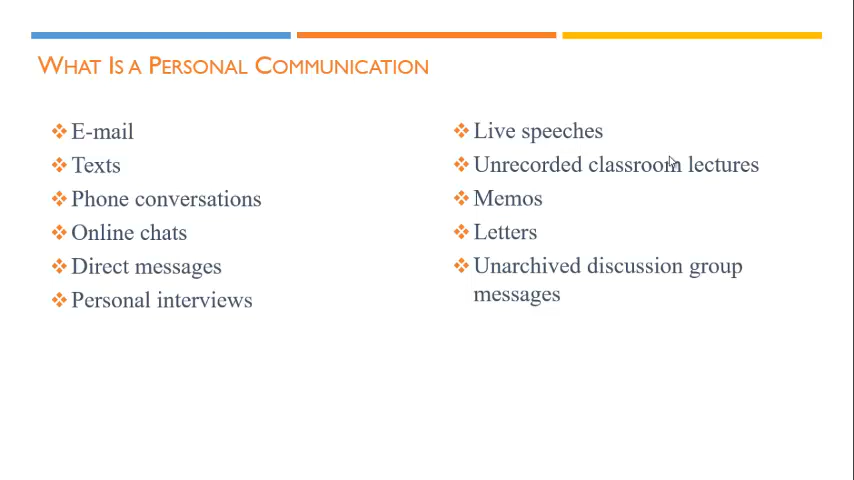 What Is a Personal Communication
E-mail
Texts
Phone conversations
Online chats
Direct messages
Personal interviews
Live speeches
Unrecorded classroom lectures
Memos
Letters
Unarchived discussion group
messages